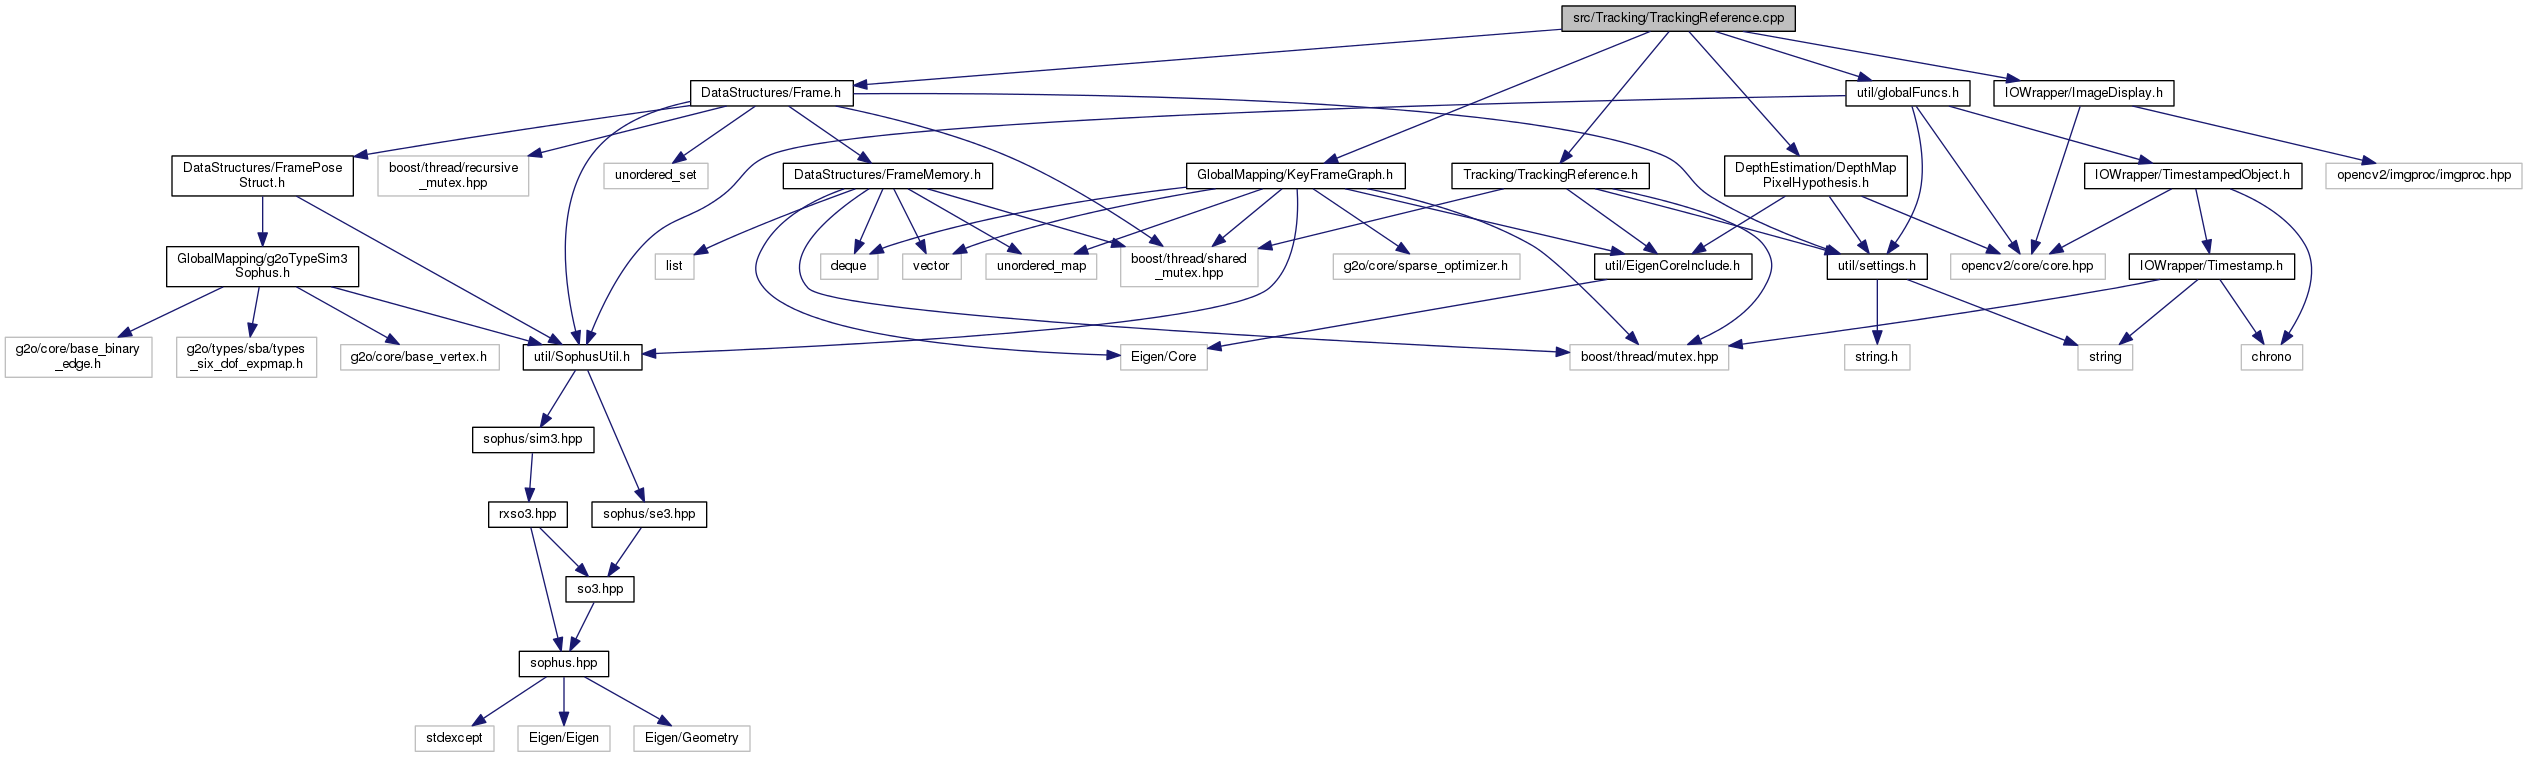 src/Tracking/TrackingReference.cpp
DataStructures/Frame.h
util/globalFuncs.h
IOWrapper/ImageDisplay.h
DataStructures/FramePose
Struct.h
boost/thread/recursive
_mutex.hpp
unordered_set
DataStructures/FrameMemory.h
GlobalMapping/KeyFrameGraph.h
Tracking/TrackingReference.h
DepthEstimation/DepthMap
PixelHypothesis.h
IOWrapper/TimestampedObject.h
opencv2/imgproc/imgproc.hpp
GlobalMapping/g2oTypeSim3
Sophus.h
list
deque
vector
unordered_map
boost/thread/shared
_mutex.hpp
g2o/core/sparse_optimizer.h
util/EigenCoreInclude.h
util/settings.h
opencv2/core/core.hpp
IOWrapper/Timestamp.h
g2o/core/base_binary
_edge.h
g2o/types/sba/types
_six_dof_expmap.h
g2o/core/base_vertex.h
util/SophusUtil.h
Eigen/Core
boost/thread/mutex.hpp
string.h
string
chrono
sophus/sim3.hpp
rxso3.hpp
sophus/se3.hpp
so3.hpp
sophus.hpp
stdexcept
Eigen/Eigen
Eigen/Geometry